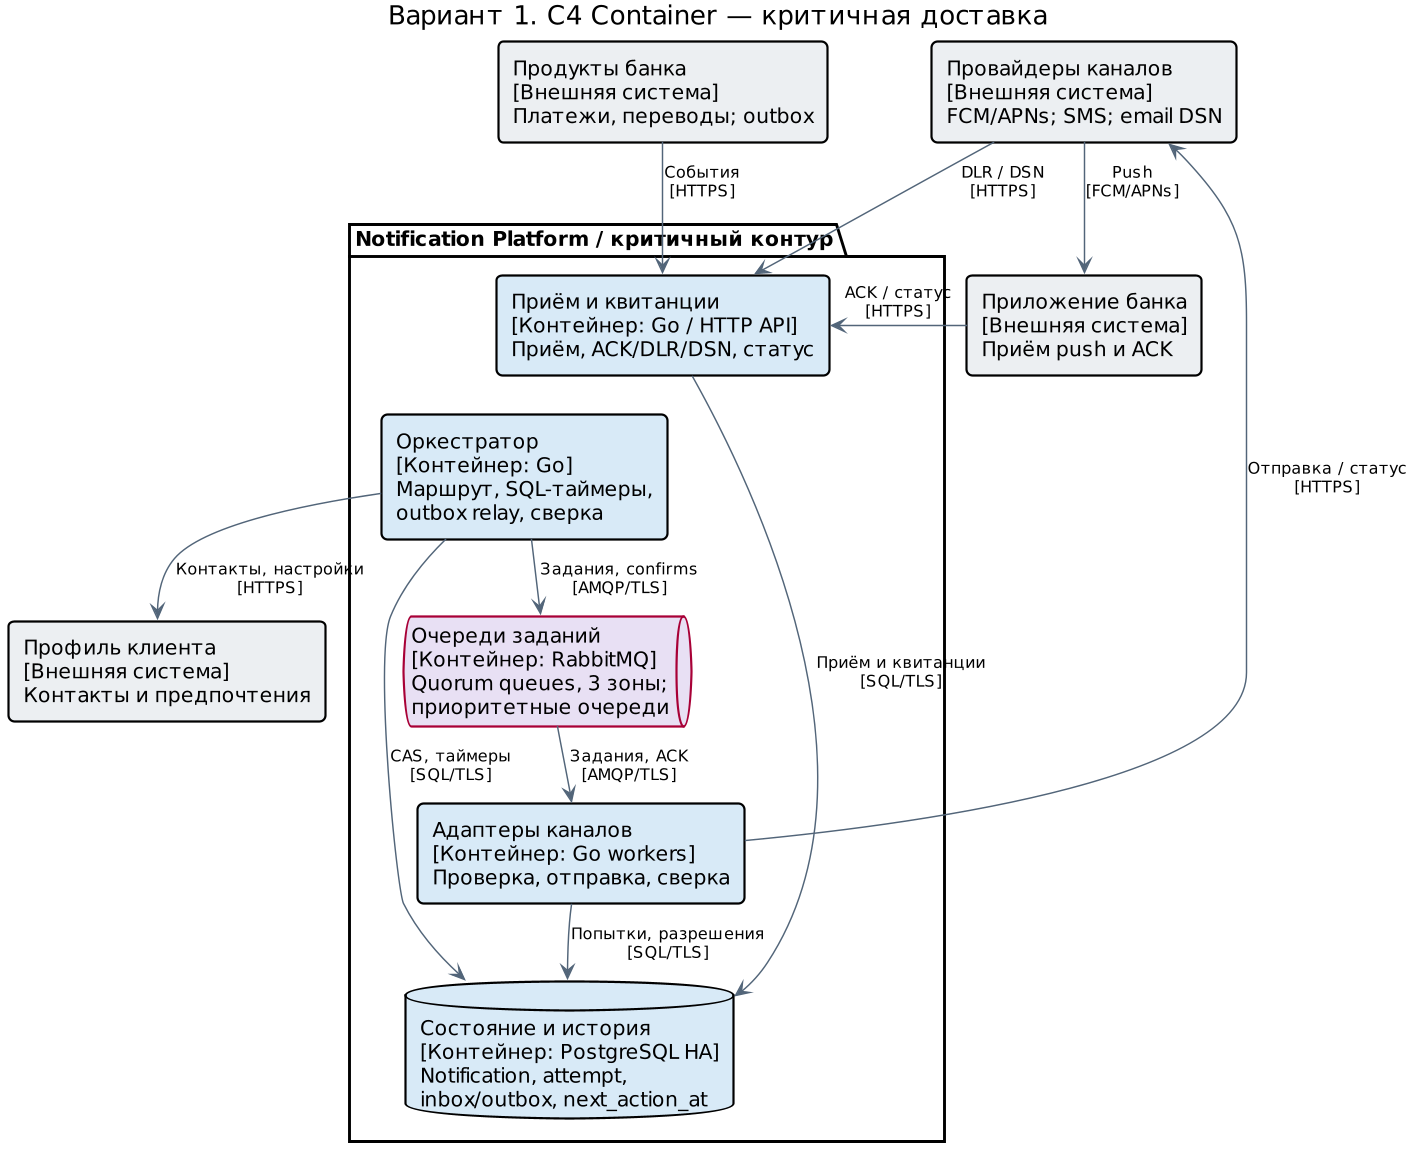 Вариант 1. C4 Container — критичная доставка
Продукты банка
[Внешняя система]
Платежи, переводы; outbox
Провайдеры каналов
[Внешняя система]
FCM/APNs; SMS; email DSN
События
[HTTPS]
DLR / DSN
[HTTPS]
Push
[FCM/APNs]
Notification Platform / критичный контур
Приём и квитанции
[Контейнер: Go / HTTP API]
Приём, ACK/DLR/DSN, статус
ACK / статус
[HTTPS]
Приложение банка
[Внешняя система]
Приём push и ACK
Оркестратор
[Контейнер: Go]
Маршрут, SQL-таймеры,
outbox relay, сверка
Отправка / статус
[HTTPS]
Контакты, настройки
[HTTPS]
Задания, confirms
[AMQP/TLS]
Профиль клиента
[Внешняя система]
Контакты и предпочтения
Очереди заданий
[Контейнер: RabbitMQ]
Quorum queues, 3 зоны;
приоритетные очереди
Приём и квитанции
[SQL/TLS]
CAS, таймеры
[SQL/TLS]
Задания, ACK
[AMQP/TLS]
Адаптеры каналов
[Контейнер: Go workers]
Проверка, отправка, сверка
Попытки, разрешения
[SQL/TLS]
Состояние и история
[Контейнер: PostgreSQL HA]
Notification, attempt,
inbox/outbox, next_action_at